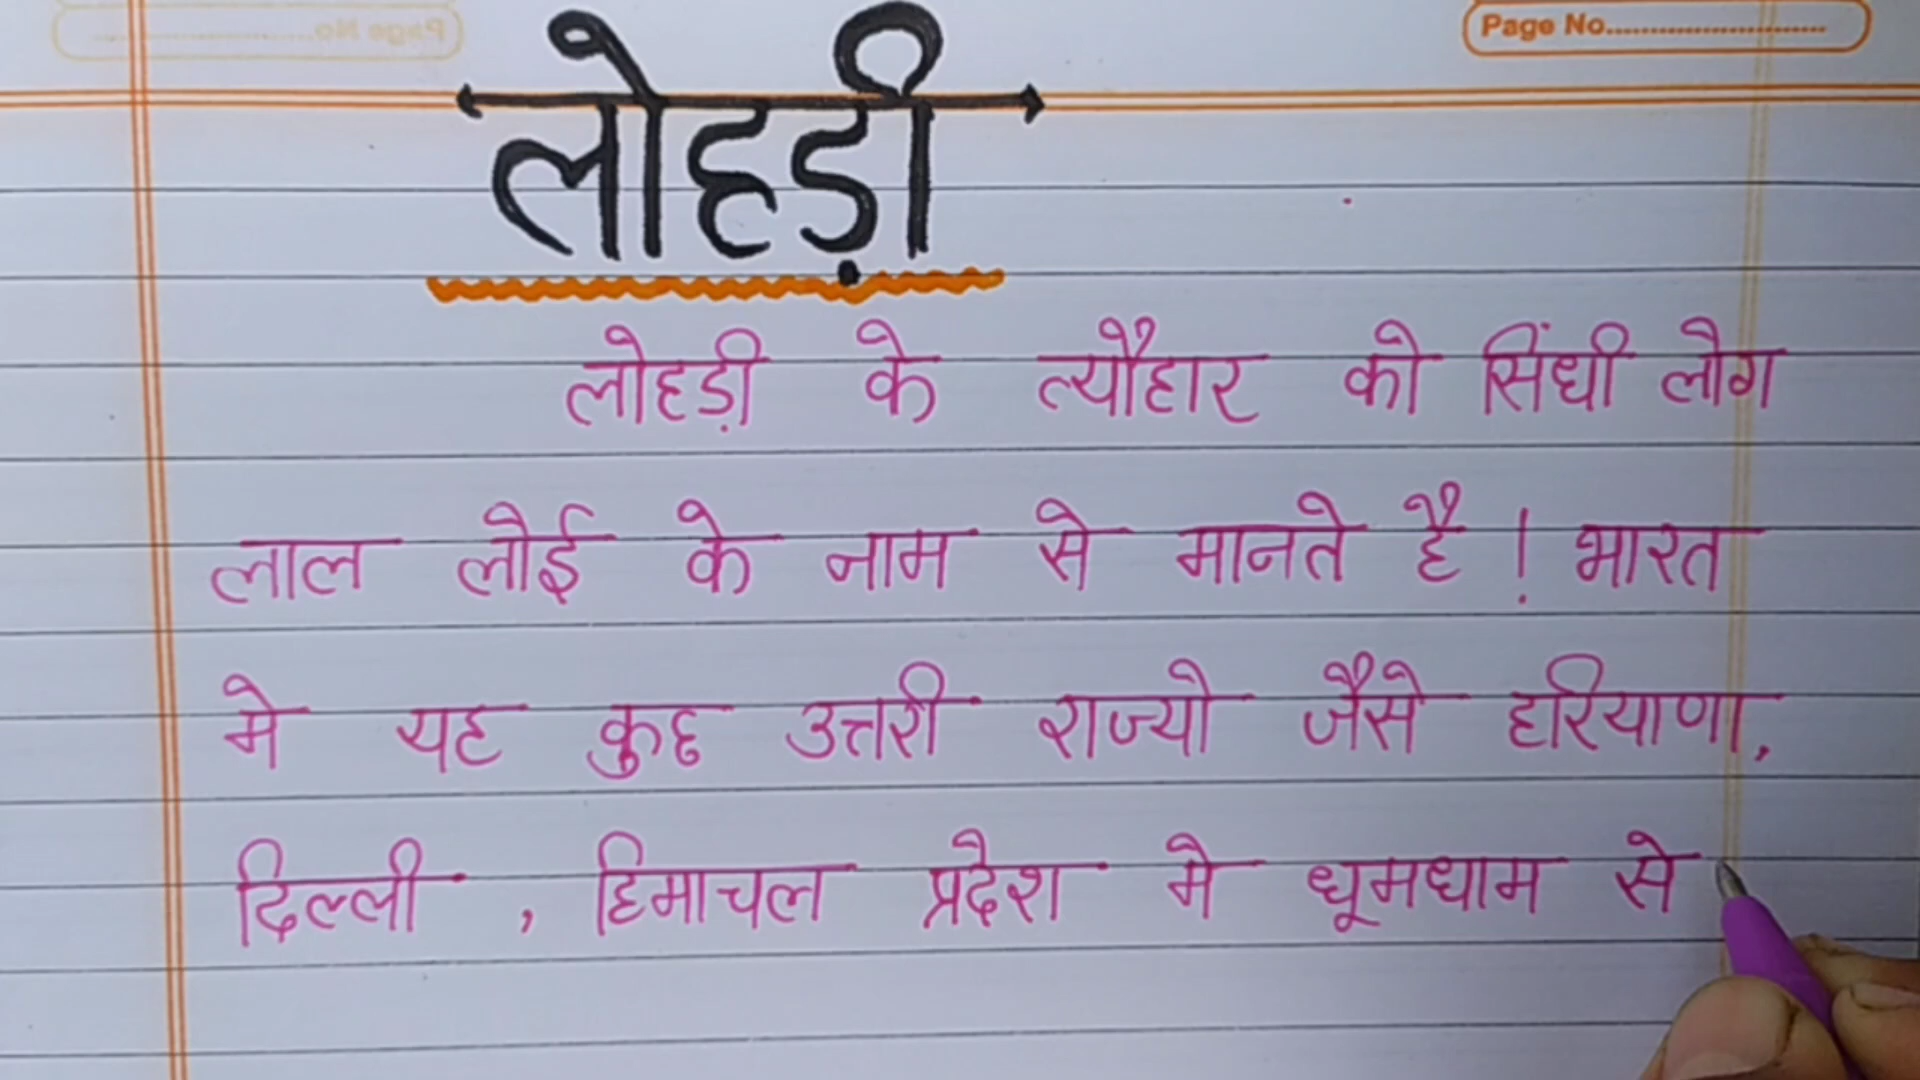 Page No.
लोहड़ी
लोहड़ी के त्यौहार को सिंधी लोग
लाल लोई के नाम से मानते है ! भारत
मे यह कुछ उत्तरी राज्यो जैसे हरियाणा,
दिल्ली , हिमाचल प्रदेश मे धूमधाम से